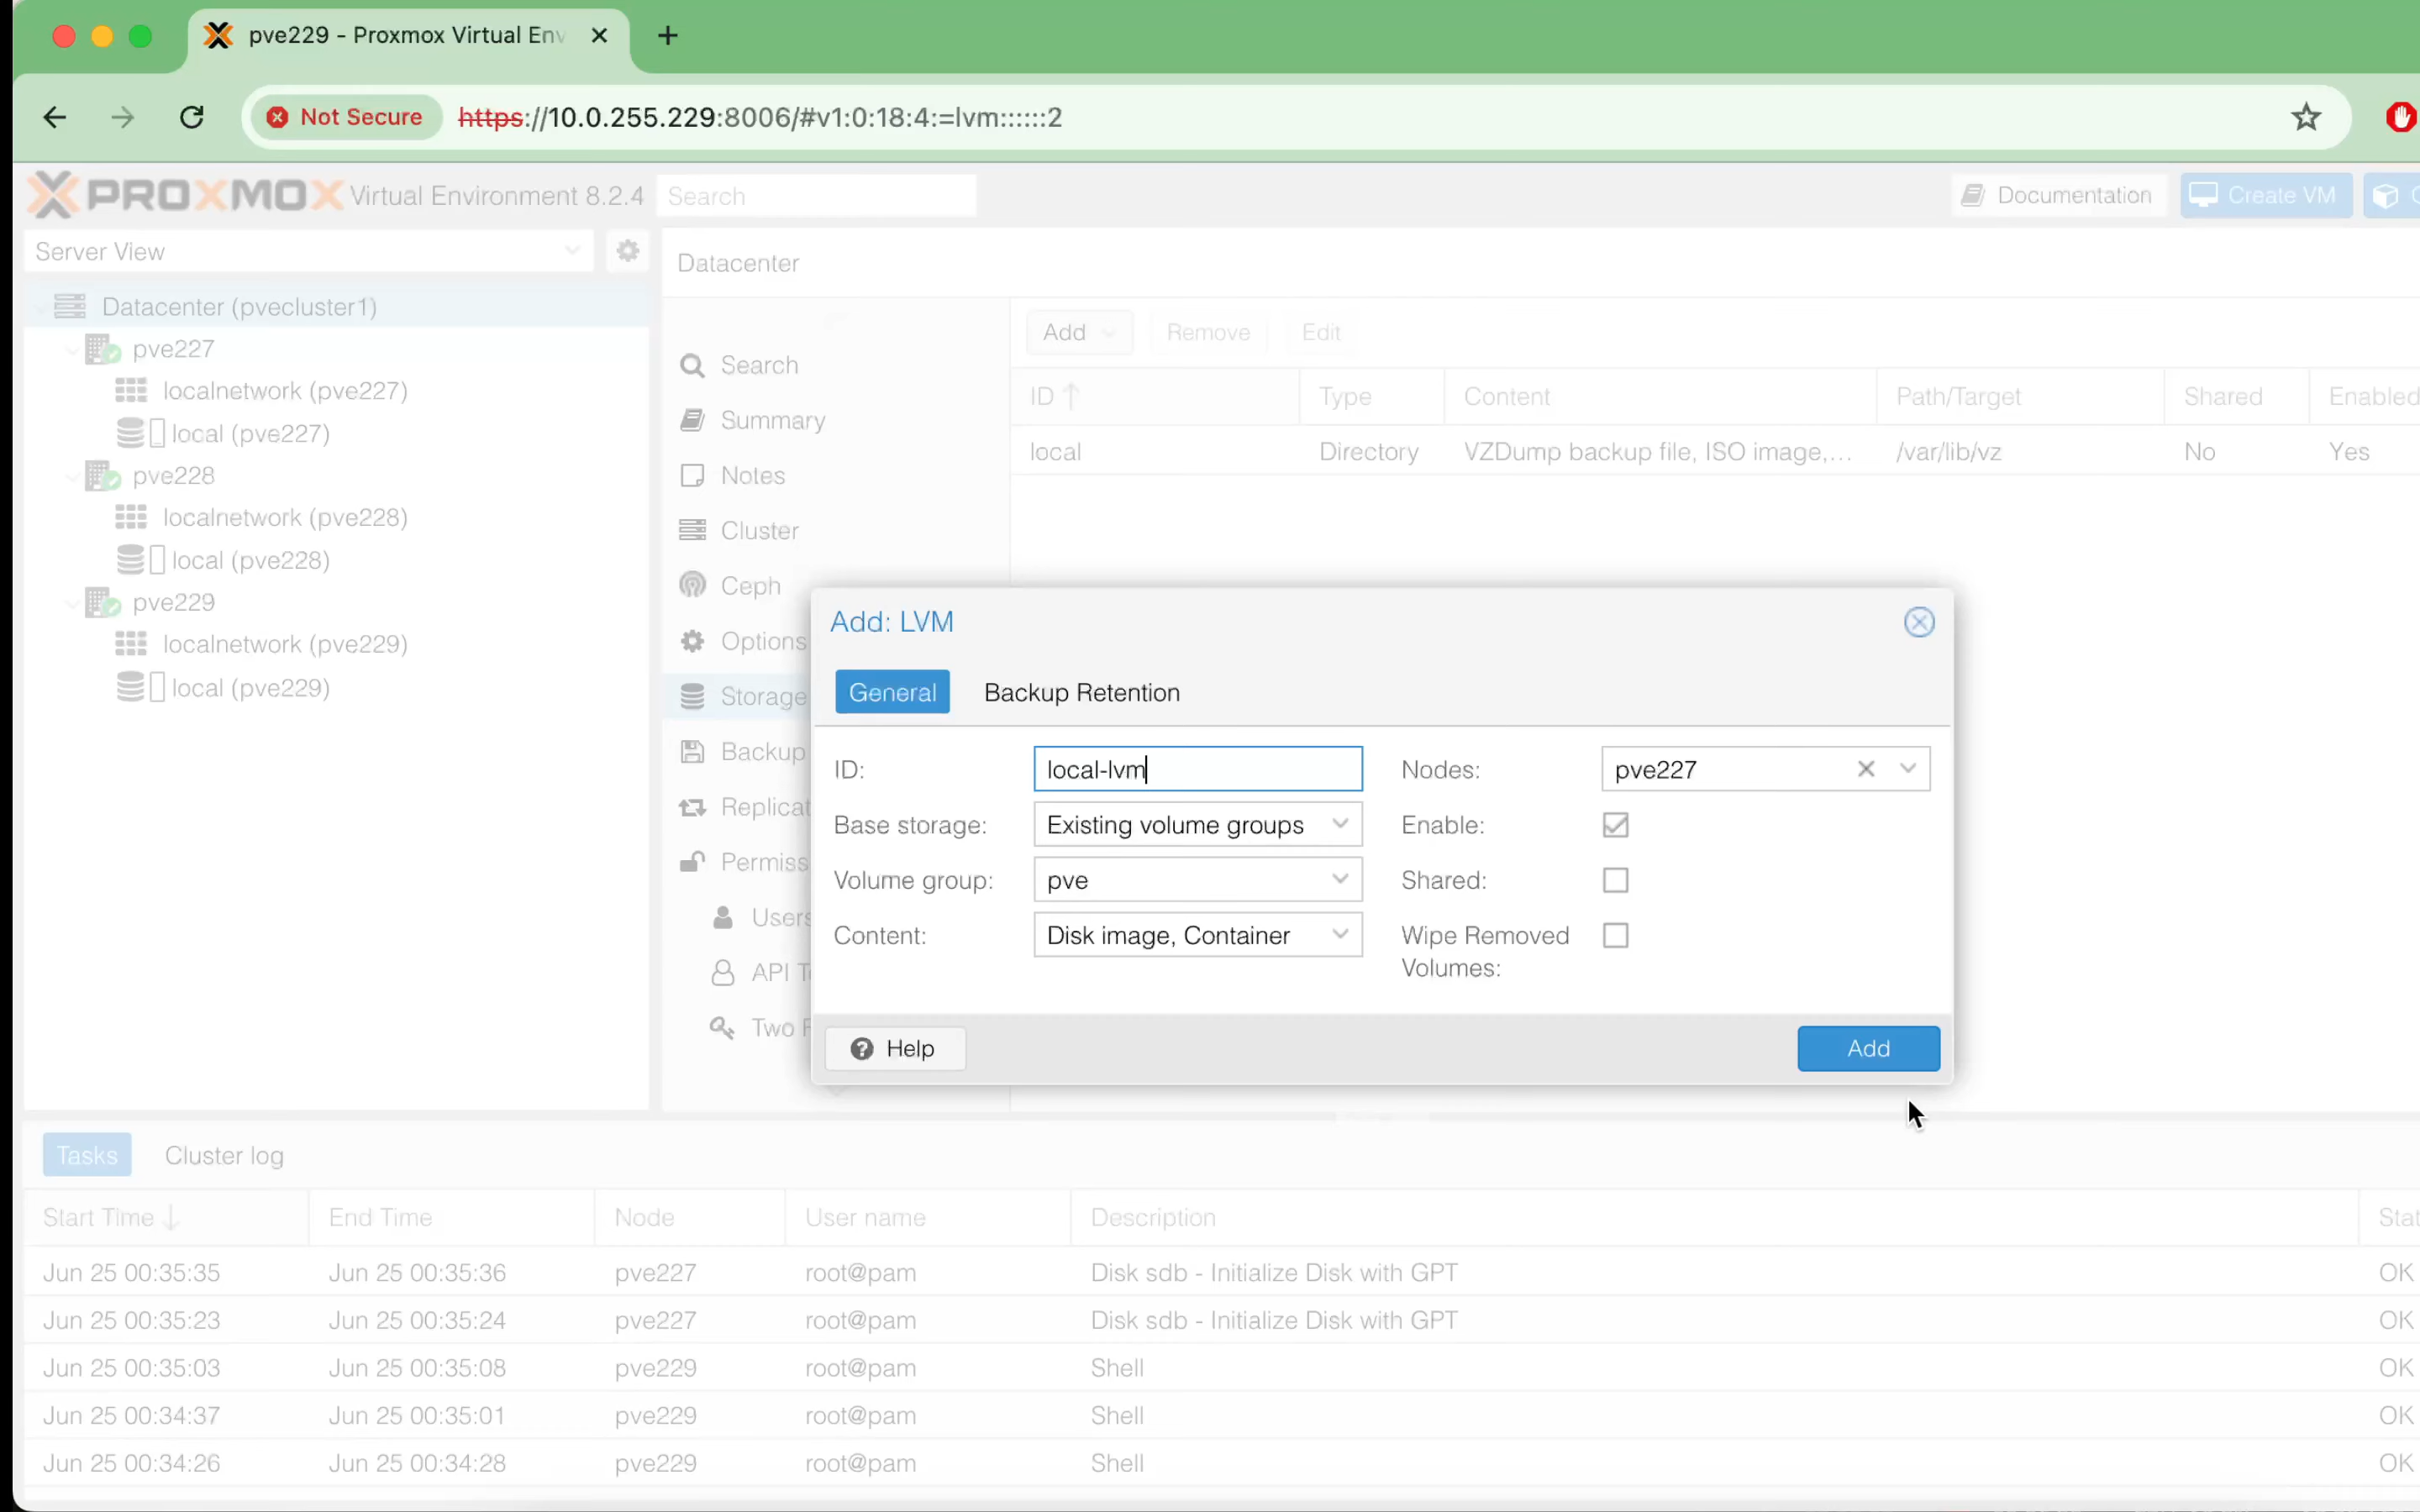 pve229 - Proxmox Virtual Env
Not Secure https://10.0.255.229:8006/#v1:0:18:4:=lvm::::::2
PROXMOX Virtual Environment 8.2.4 Search Documentation Create VM
Server View
Datacenter
Datacenter (pvecluster1)
pve227
localnetwork (pve227)
local (pve227)
pve228
localnetwork (pve228)
local (pve228)
pve229
localnetwork (pve229)
local (pve229)
Search
Summary
Notes
Cluster
Ceph
Options
Storage
Backup
Replicat
Permiss
Users
API T
Two F
Add Remove Edit
ID Type Content Path/Target Shared Enabled
local Directory VZDump backup file, ISO image,... /var/lib/vz No Yes
Add: LVM
General Backup Retention
ID: local-lvm Nodes: pve227
Base storage: Existing volume groups Enable:
Volume group: pve Shared:
Content: Disk image, Container Wipe Removed
Volumes:
Help Add
Tasks Cluster log
Start Time End Time Node User name Description Stat
Jun 25 00:35:35 Jun 25 00:35:36 pve227 root@pam Disk sdb - Initialize Disk with GPT OK
Jun 25 00:35:23 Jun 25 00:35:24 pve227 root@pam Disk sdb - Initialize Disk with GPT OK
Jun 25 00:35:03 Jun 25 00:35:08 pve229 root@pam Shell OK
Jun 25 00:34:37 Jun 25 00:35:01 pve229 root@pam Shell OK
Jun 25 00:34:26 Jun 25 00:34:28 pve229 root@pam Shell OK